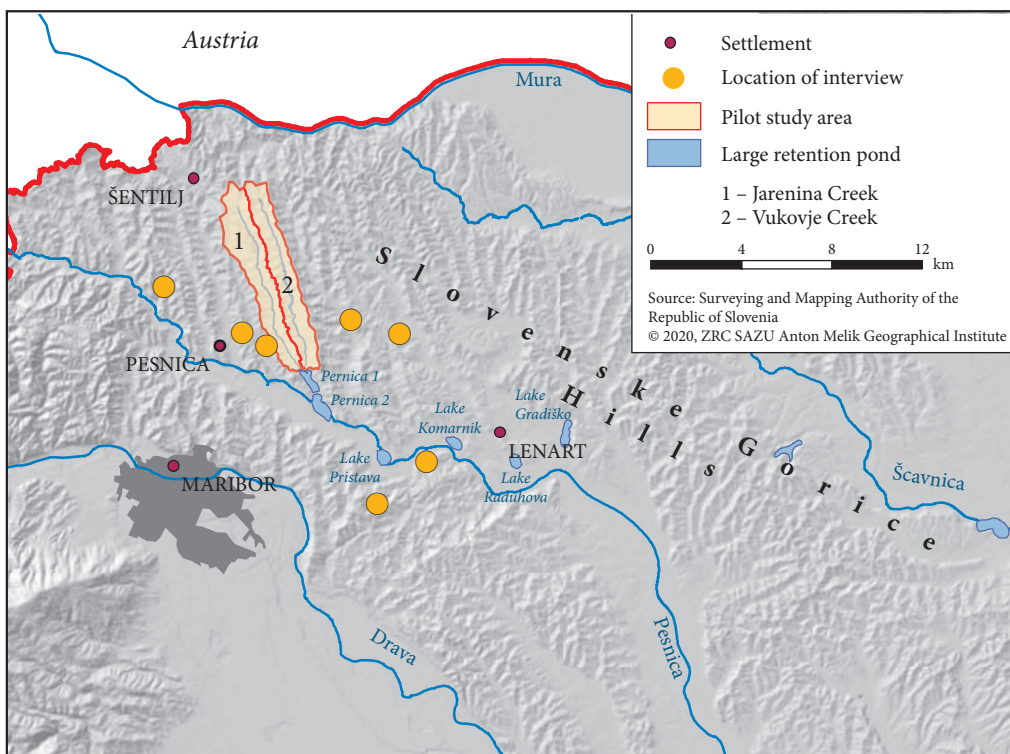 Austria
Mura
Settlement
Location of interview
Pilot study area
Large retention pond
1 – Jarenina Creek
2 – Vukovje Creek
0 4 8 12
km
Source: Surveying and Mapping Authority of the
Republic of Slovenia
© 2020, ZRC SAZU Anton Melik Geographical Institute
ŠENTILJ
1
2
Slovenske Gorice
Hills
PESNICA
Pernica 1
Pernica 2
Lake
Komarnik
Lake
Gradiško
LENART
Lake
Pristava
Lake
Raduhova
MARIBOR
Ščavnica
Drava
Pesnica